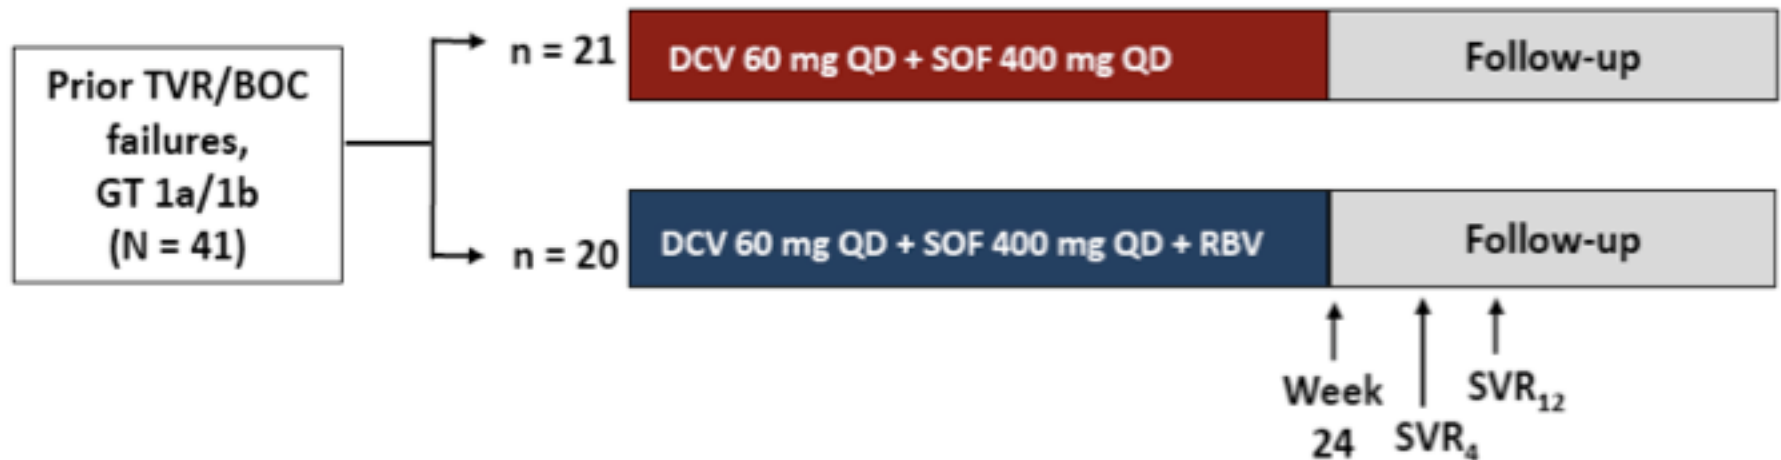 Prior TVR/BOC
failures,
GT 1a/1b
(N = 41)
n = 21
DCV 60 mg QD + SOF 400 mg QD
Follow-up
n = 20
DCV 60 mg QD + SOF 400 mg QD + RBV
Follow-up
Week
24
SVR₄
SVR₁₂